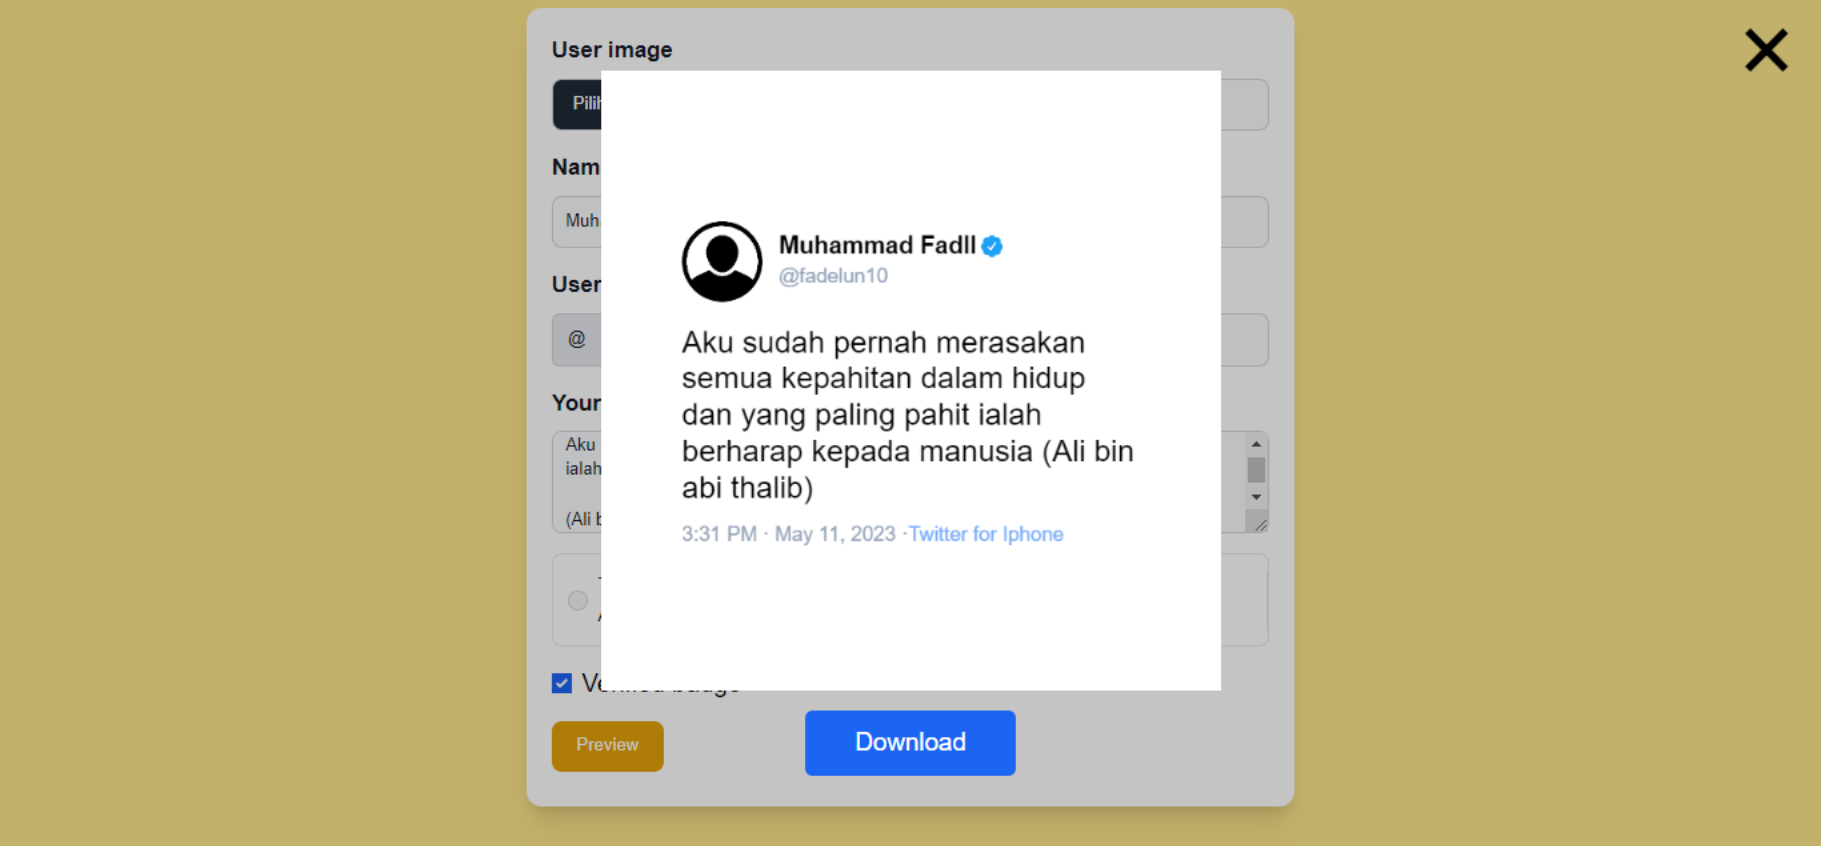 User image
Nam
Muh
User
@
Your
Aku
ialah
(Ali b
Muhammad Fadll
@fadelun10
Aku sudah pernah merasakan
semua kepahitan dalam hidup
dan yang paling pahit ialah
berharap kepada manusia (Ali bin
abi thalib)
3:31 PM · May 11, 2023 ·Twitter for Iphone
Preview
Download